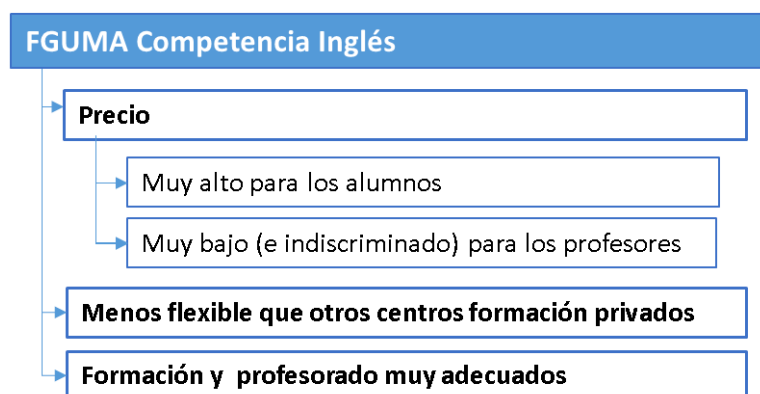 FGUMA Competencia Inglés
Precio
Muy alto para los alumnos
Muy bajo (e indiscriminado) para los profesores
Menos flexible que otros centros formación privados
Formación y profesorado muy adecuados